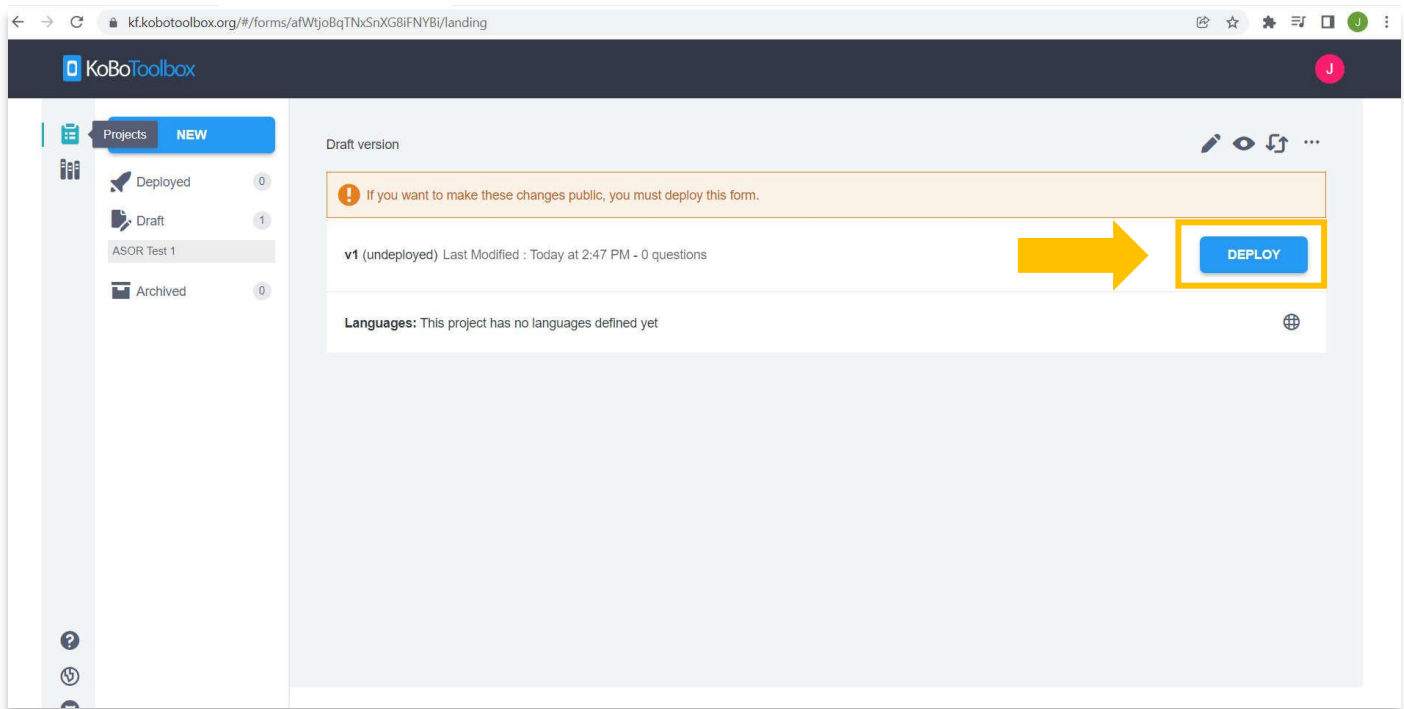 kf.kobotoolbox.org/#/forms/afWtjoBqTNxSnXG8iFNYBi/landing
J
KoBoToolbox
J
Projects
NEW
Deployed 0
Draft 1
ASOR Test 1
Archived 0
Draft version
If you want to make these changes public, you must deploy this form.
v1 (undeployed) Last Modified : Today at 2:47 PM - 0 questions
DEPLOY
Languages: This project has no languages defined yet